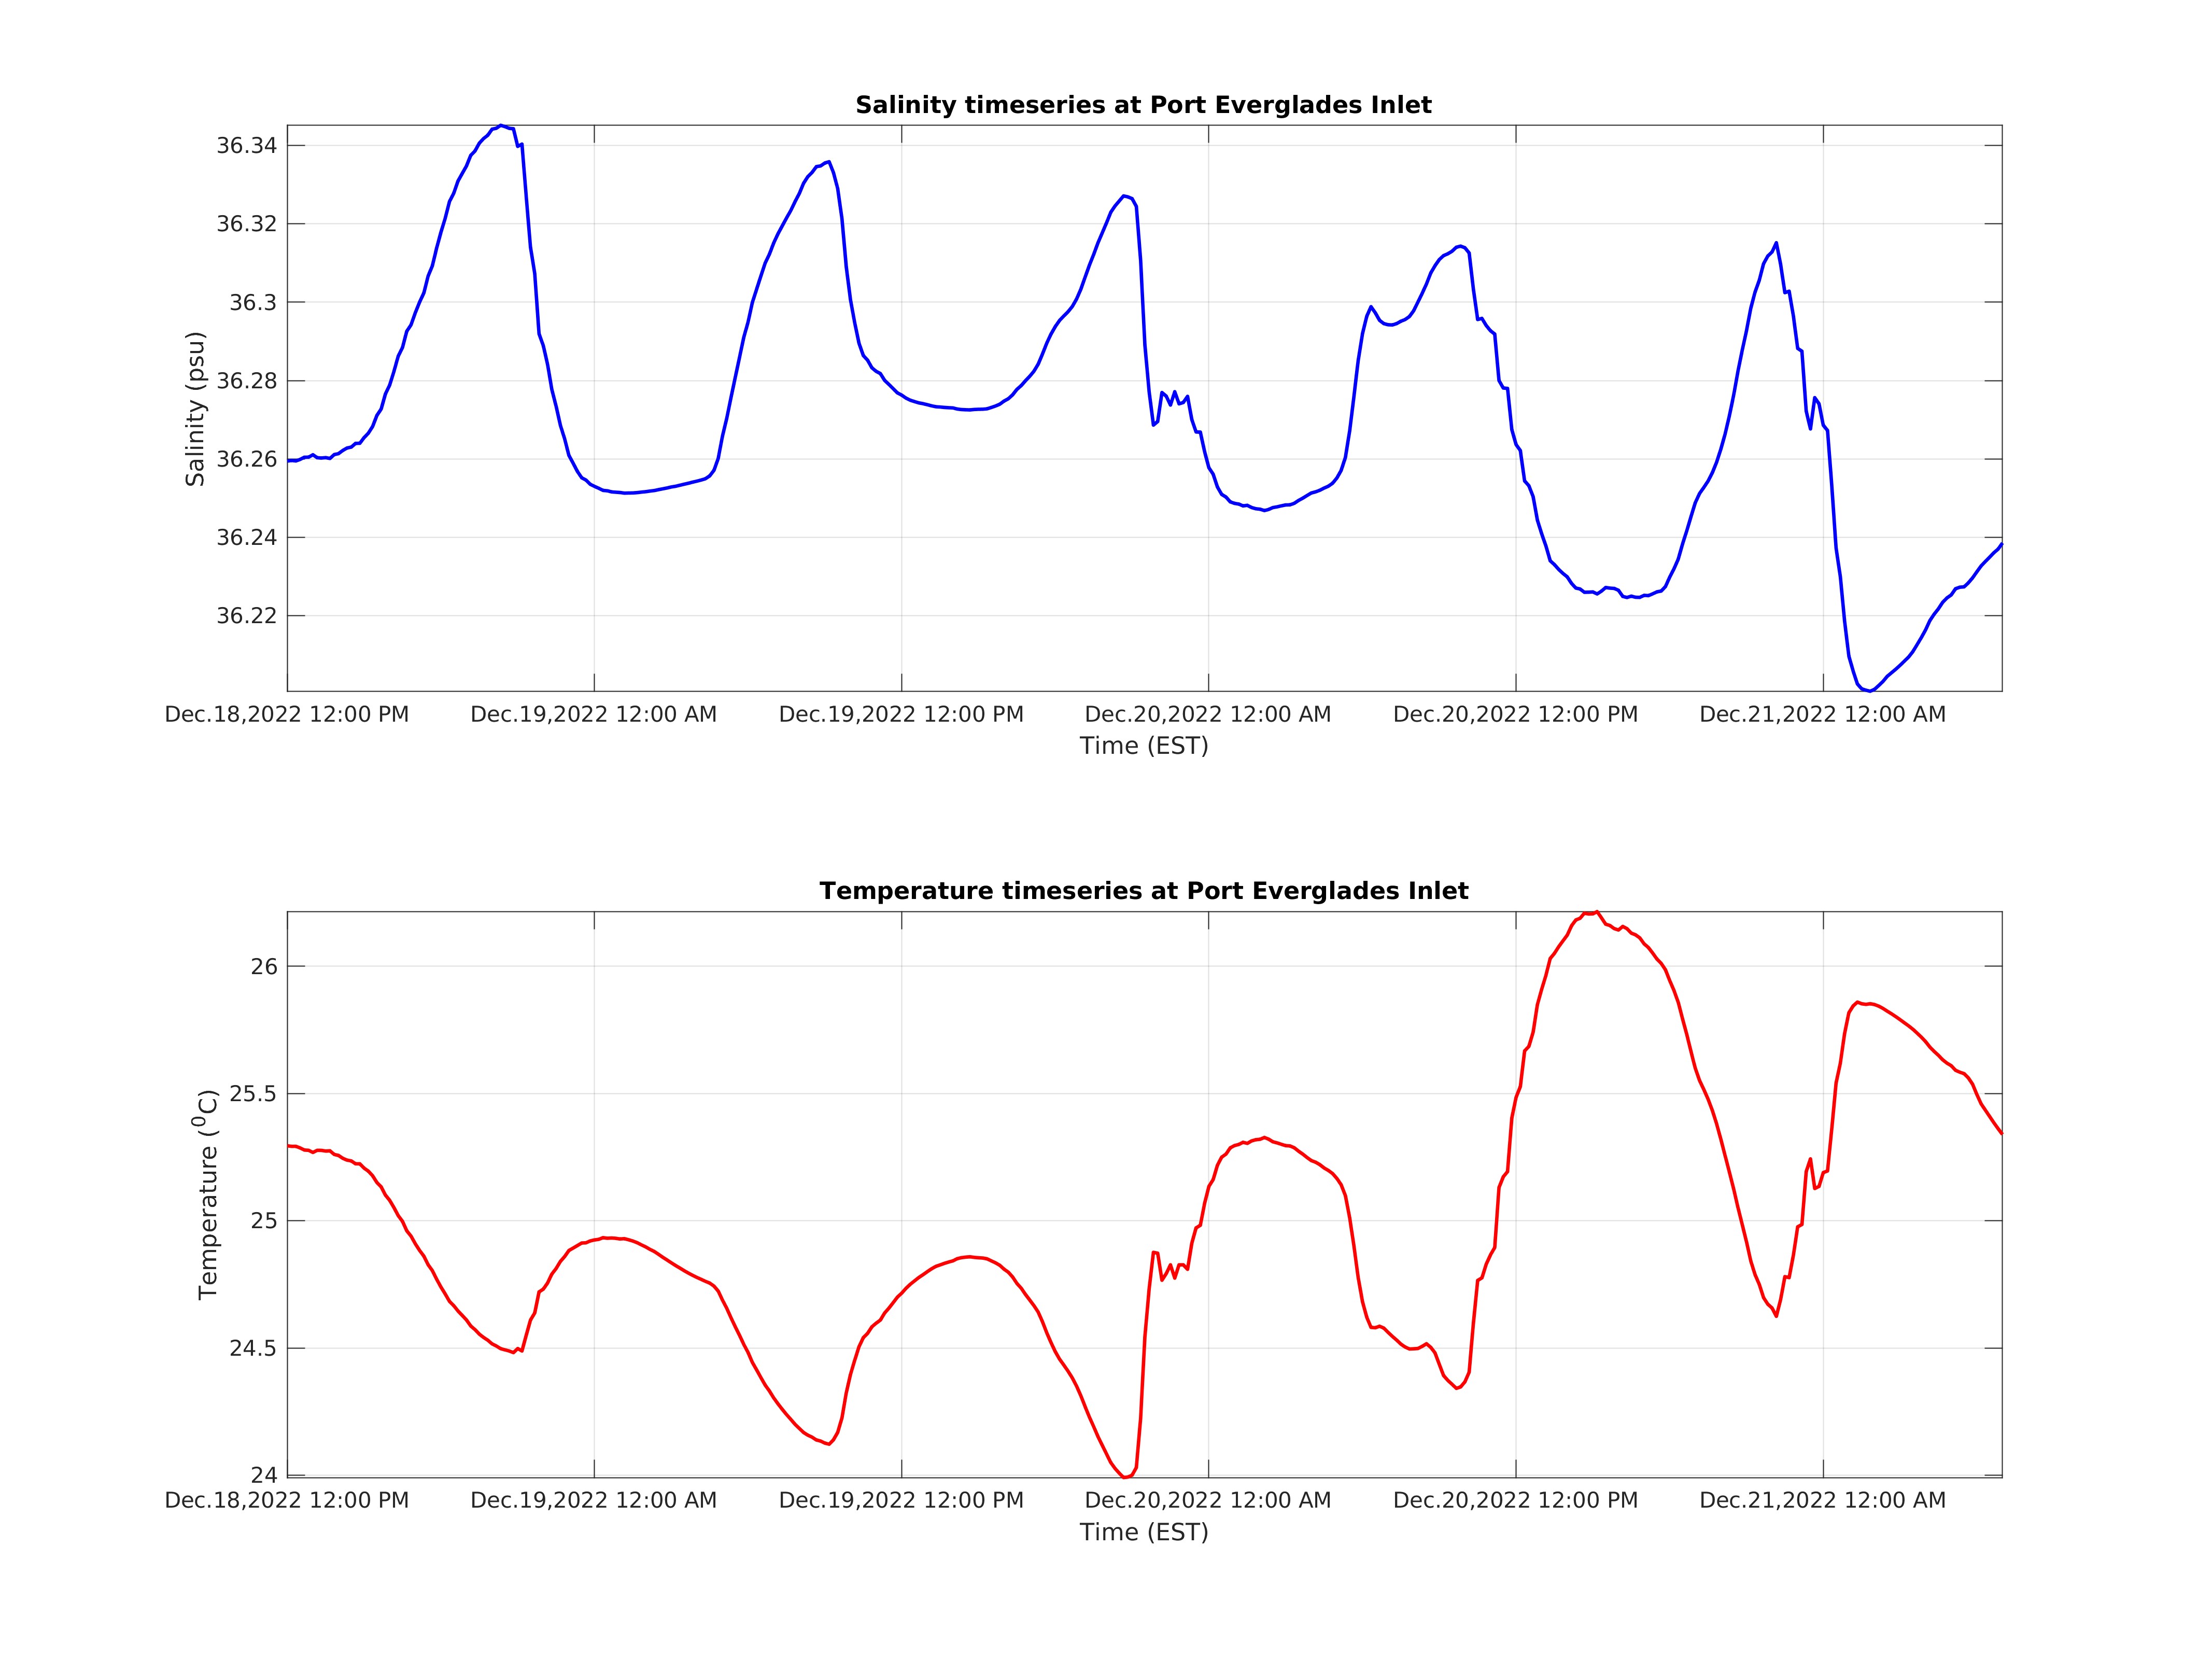 Salinity timeseries at Port Everglades Inlet
36.34
36.32
36.3
36.28
36.26
36.24
36.22
Salinity (psu)
Dec.18,2022 12:00 PM Dec.19,2022 12:00 AM Dec.19,2022 12:00 PM Dec.20,2022 12:00 AM Dec.20,2022 12:00 PM Dec.21,2022 12:00 AM
Time (EST)
Temperature timeseries at Port Everglades Inlet
26
25.5
25
24.5
24
Temperature (⁰C)
Dec.18,2022 12:00 PM Dec.19,2022 12:00 AM Dec.19,2022 12:00 PM Dec.20,2022 12:00 AM Dec.20,2022 12:00 PM Dec.21,2022 12:00 AM
Time (EST)